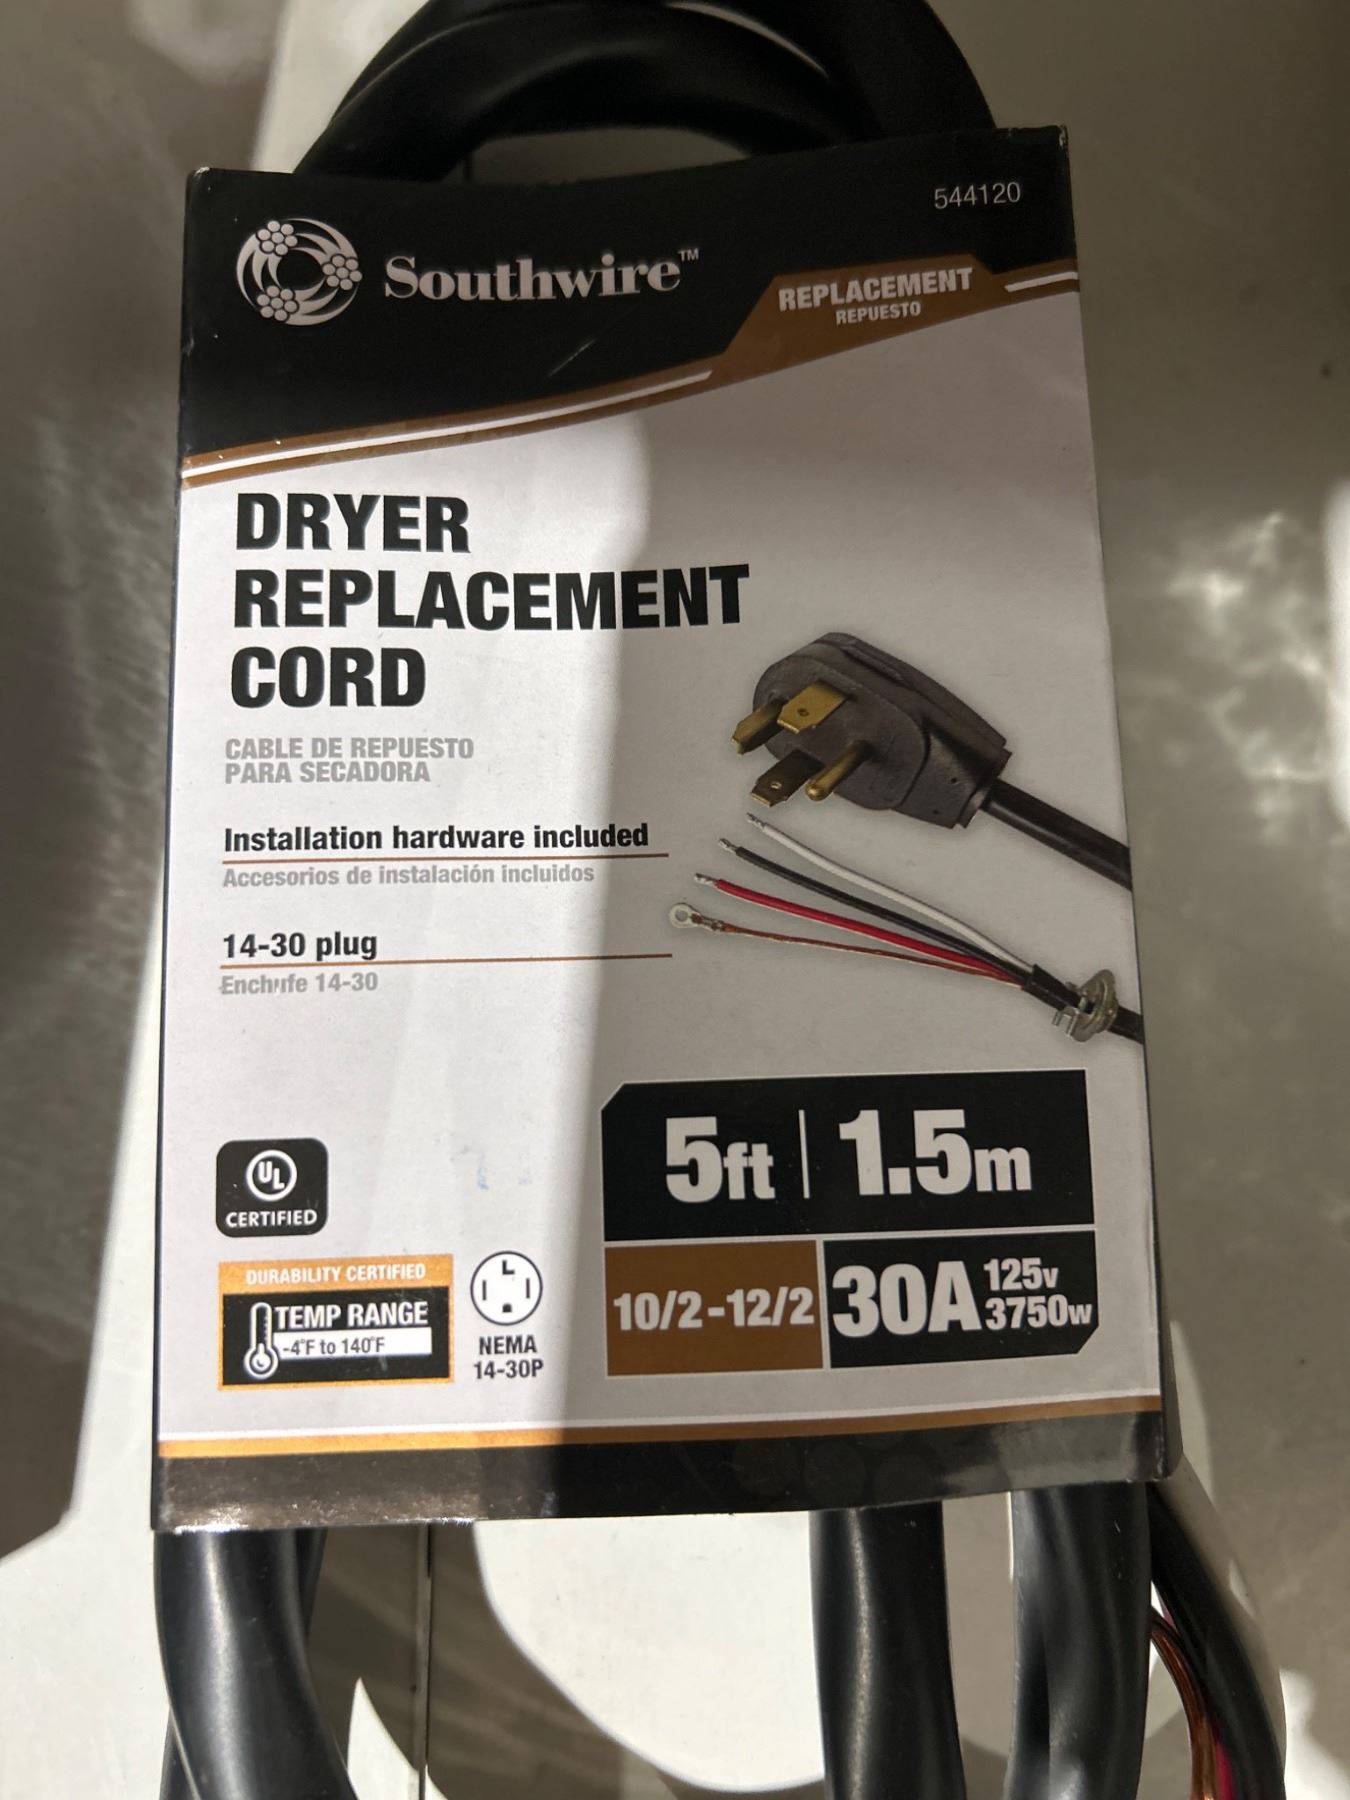 544120
Southwire™
REPLACEMENT
REPUESTO
DRYER
REPLACEMENT
CORD
CABLE DE REPUESTO
PARA SECADORA
Installation hardware included
Accesorios de instalación incluidos
14-30 plug
Enchufe 14-30
5ft | 1.5m
UL
CERTIFIED
DURABILITY CERTIFIED
TEMP RANGE
-4°F to 140°F
NEMA
14-30P
10/2-12/2
30A 125v
3750w